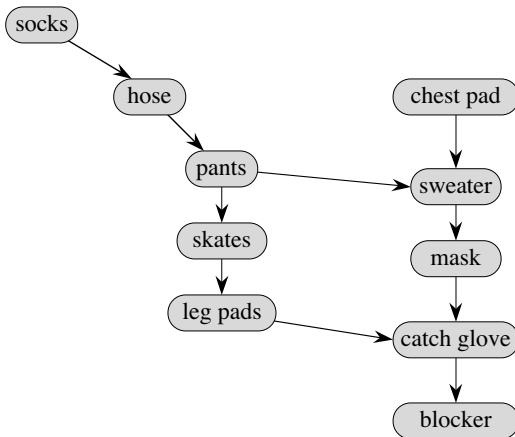 socks
hose
chest pad
pants
sweater
skates
mask
leg pads
catch glove
blocker